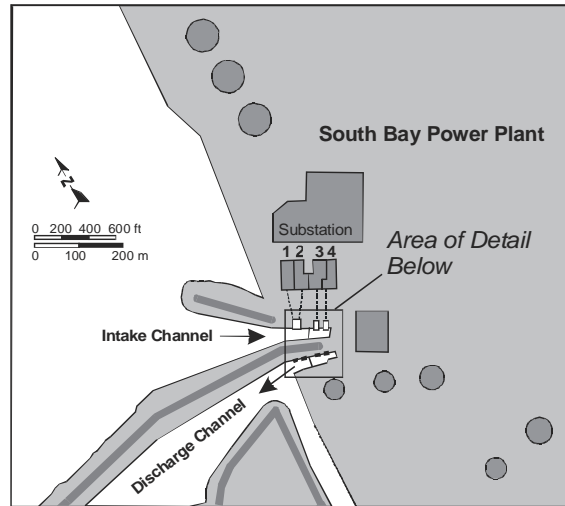 South Bay Power Plant
N
0 200 400 600 ft
0 100 200 m
Substation
1 2 3 4
Area of Detail
Below
Intake Channel
Discharge Channel